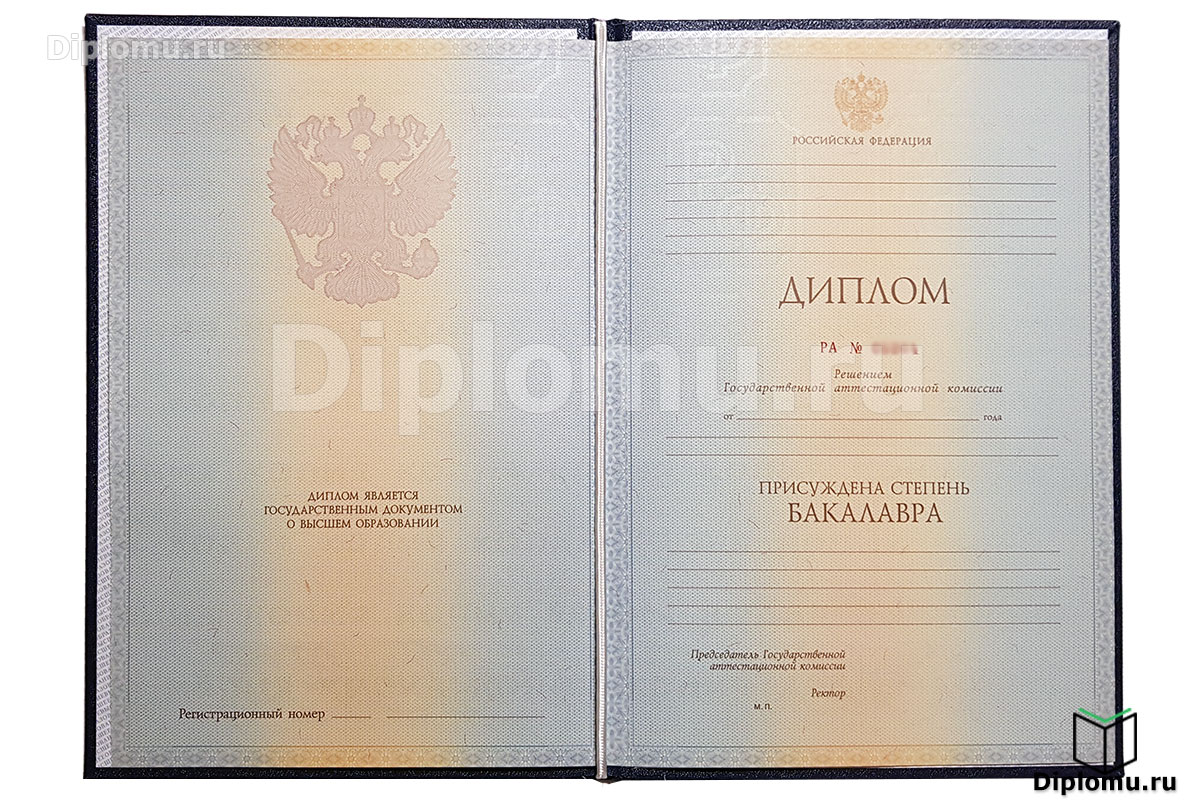 Diplomu.ru
Diplomu.ru
ДИПЛОМ ЯВЛЯЕТСЯ
ГОСУДАРСТВЕННЫМ ДОКУМЕНТОМ
О ВЫСШЕМ ОБРАЗОВАНИИ
Регистрационный номер
РОССИЙСКАЯ ФЕДЕРАЦИЯ
ДИПЛОМ
РА №
Решением
Государственной аттестационной комиссии
от года
ПРИСУЖДЕНА СТЕПЕНЬ
БАКАЛАВРА
Председатель Государственной
аттестационной комиссии
Ректор
М.П.
Diplomu.ru